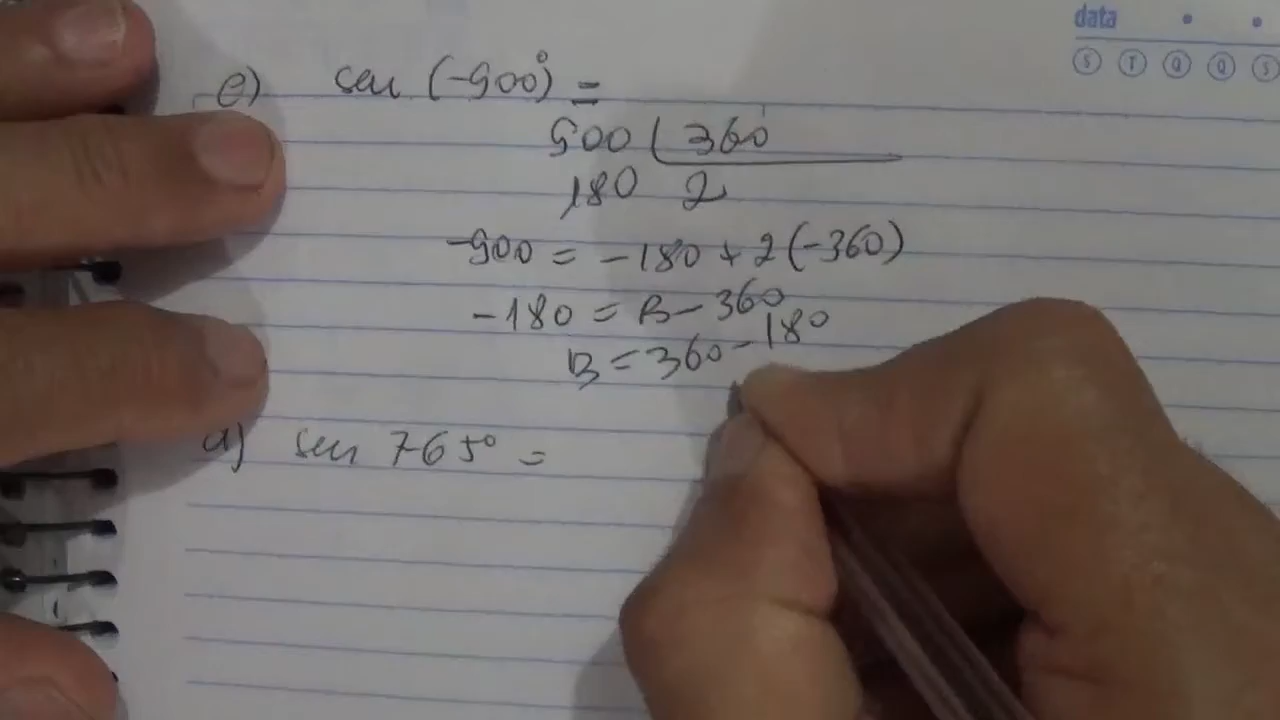 data
S T Q Q S
e) sen (-900°) =
900 360
180 2
-900 = -180 + 2(-360)
-180 = B - 360
B = 360 - 180
d) sen 765° =